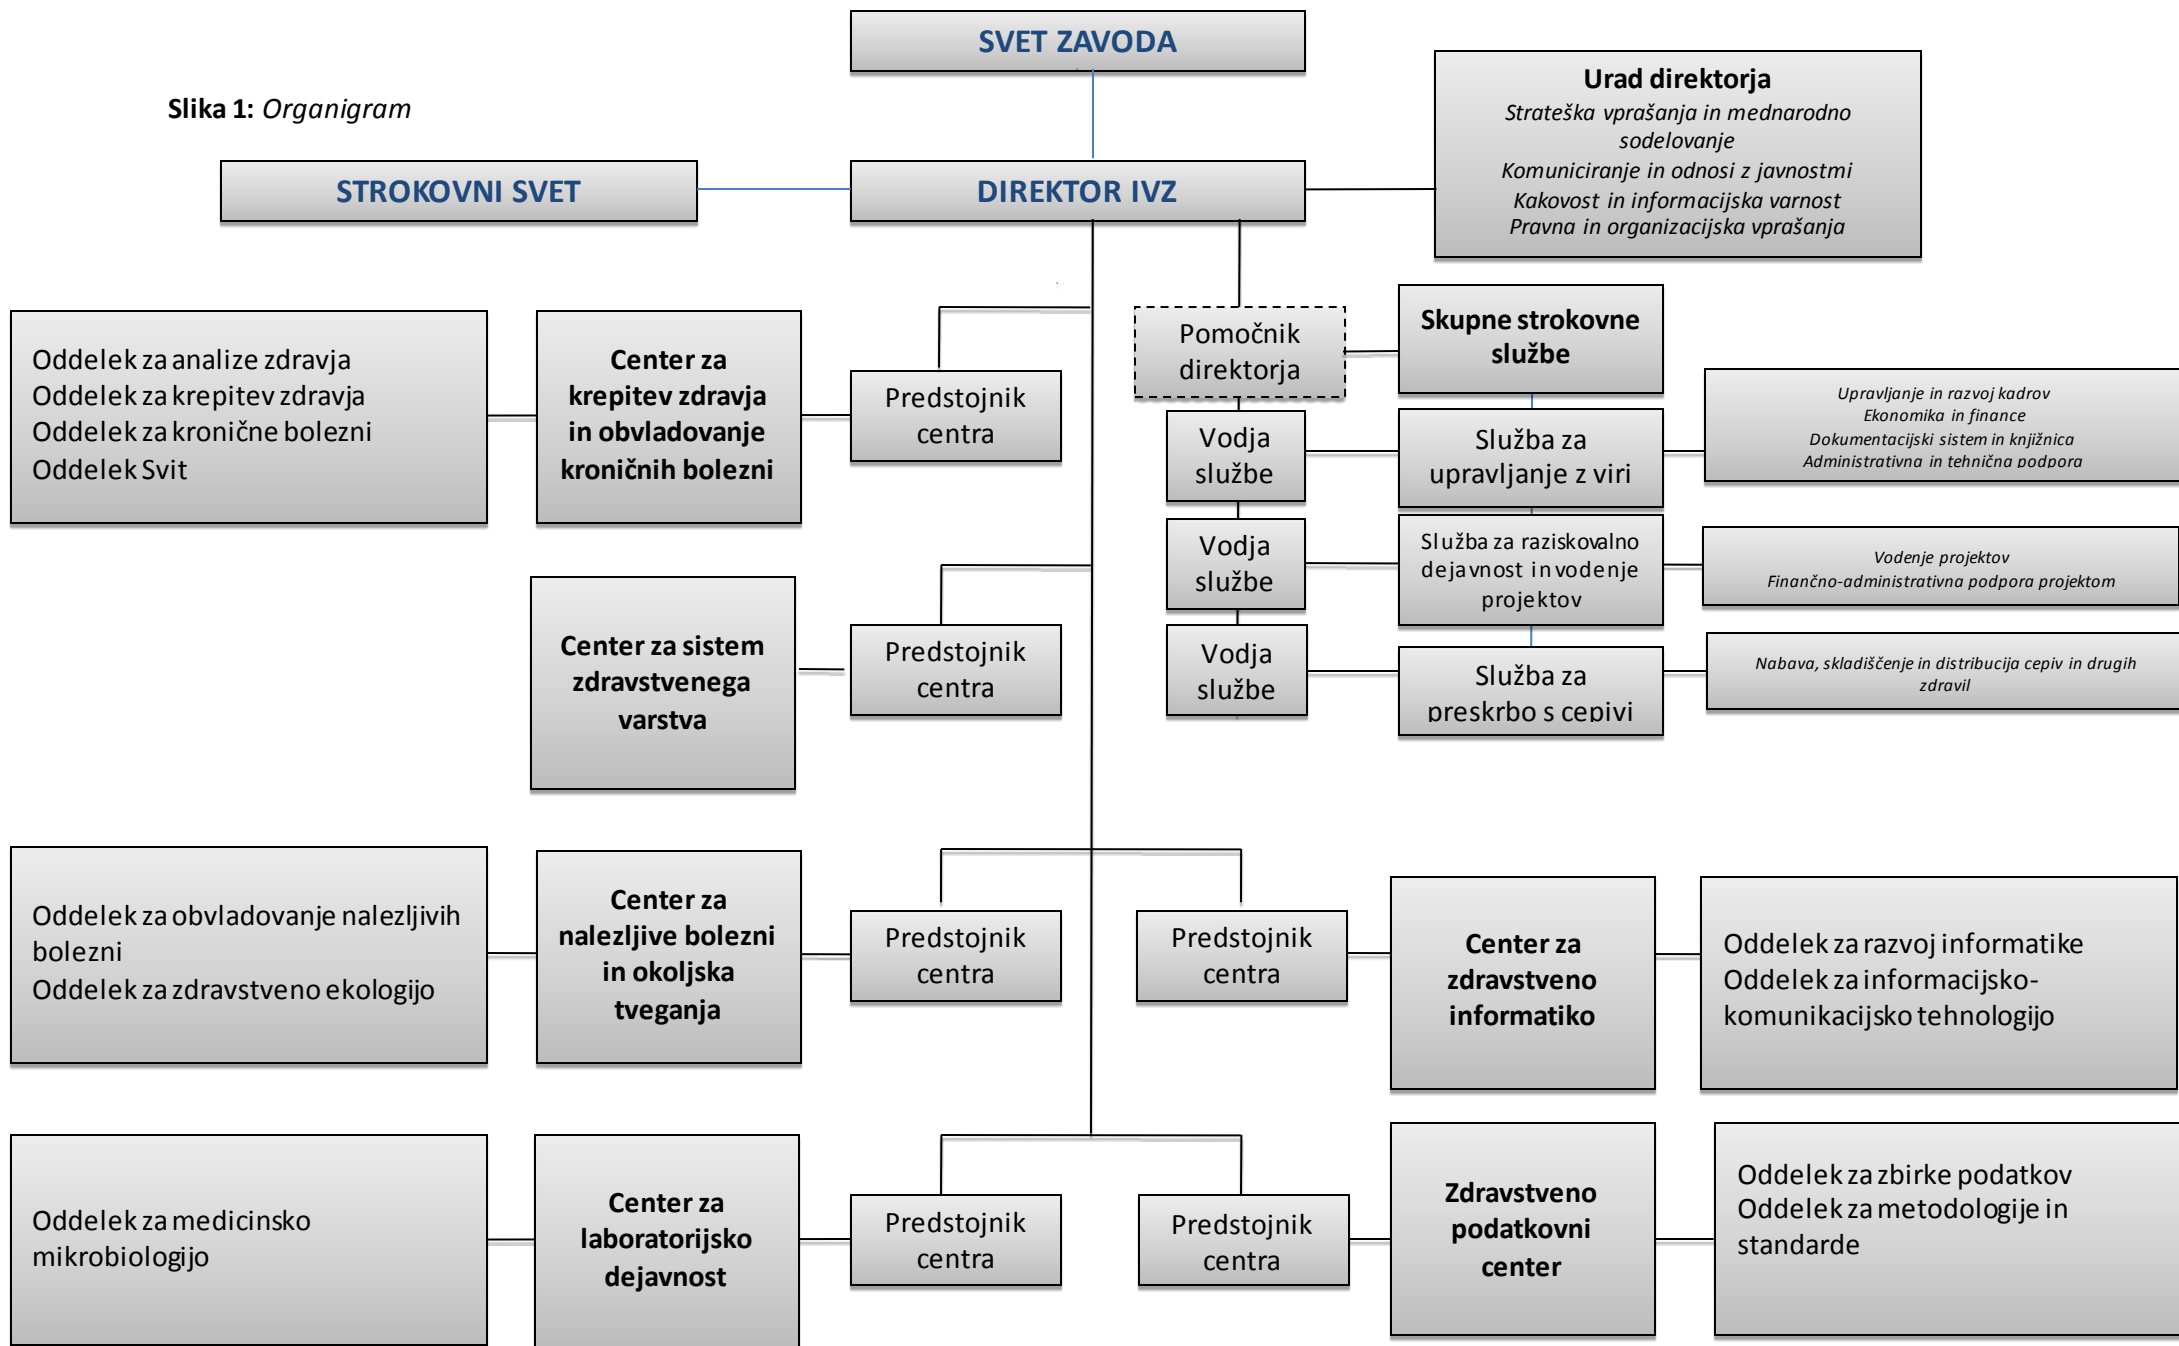 SVET ZAVODA
Slika 1: Organigram
Urad direktorja
Strateška vprašanja in mednarodno
sodelovanje
Komuniciranje in odnosi z javnostmi
Kakovost in informacijska varnost
Pravna in organizacijska vprašanja
STROKOVNI SVET
DIREKTOR IVZ
Oddelek za analize zdravja
Oddelek za krepitev zdravja
Oddelek za kronične bolezni
Oddelek Svit
Center za
krepitev zdravja
in obvladovanje
kroničnih bolezni
Predstojnik
centra
Pomočnik
direktorja
Skupne strokovne
službe
Vodja
službe
Služba za
upravljanje z viri
Upravljanje in razvoj kadrov
Ekonomika in finance
Dokumentacijski sistem in knjižnica
Administrativna in tehnična podpora
Vodja
službe
Služba za raziskovalno
dejavnost in vodenje
projektov
Vodenje projektov
Finančno-administrativna podpora projektom
Center za sistem
zdravstvenega
varstva
Predstojnik
centra
Vodja
službe
Služba za
preskrbo s cepivi
Nabava, skladiščenje in distribucija cepiv in drugih
zdravil
Oddelek za obvladovanje nalezljivih
bolezni
Oddelek za zdravstveno ekologijo
Center za
nalezljive bolezni
in okoljska
tveganja
Predstojnik
centra
Predstojnik
centra
Center za
zdravstveno
informatiko
Oddelek za razvoj informatike
Oddelek za informacijsko-
komunikacijsko tehnologijo
Oddelek za medicinsko
mikrobiologijo
Center za
laboratorijsko
dejavnost
Predstojnik
centra
Predstojnik
centra
Zdravstveno
podatkovni
center
Oddelek za zbirke podatkov
Oddelek za metodologije in
standarde